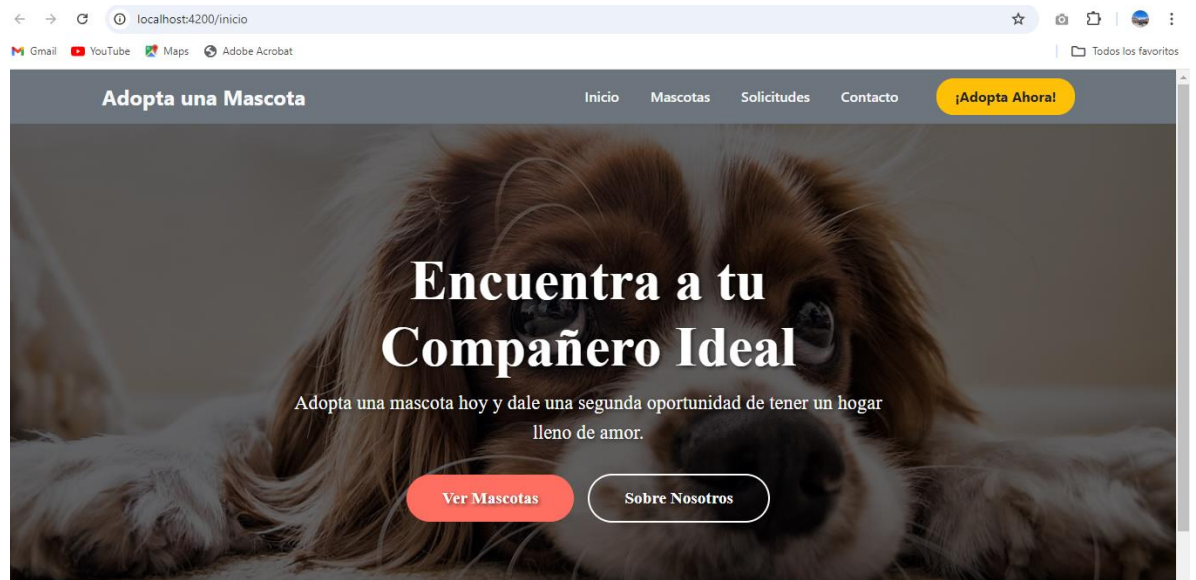 localhost:4200/inicio
Gmail YouTube Maps Adobe Acrobat Todos los favoritos
Adopta una Mascota Inicio Mascotas Solicitudes Contacto ¡Adopta Ahora!
Encuentra a tu
Compañero Ideal
Adopta una mascota hoy y dale una segunda oportunidad de tener un hogar
lleno de amor.
Ver Mascotas Sobre Nosotros